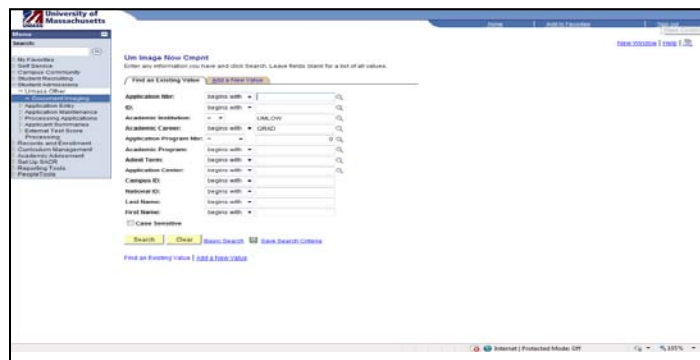 University of
Massachusetts
UMASS
Home
Add to Favorites
Sign out
Menu
Search:
New Window | Help |
My Favorites
Self Service
Campus Community
Student Recruiting
Student Admissions
Umass Other
Document Imaging
Application Entry
Application Maintenance
Processing Applications
Applicant Summaries
External Test Score
Processing
Records and Enrollment
Curriculum Management
Academic Advisement
Set Up SACR
Reporting Tools
PeopleTools
Um Image Now Cmpnt
Enter any information you have and click Search. Leave fields blank for a list of all values.
Find an Existing Value
Add a New Value
Application Nbr: begins with
ID: begins with
Academic Institution: = UMLOW
Academic Career: begins with GRAD
Application Program Nbr: = 0
Academic Program: begins with
Admit Term: begins with
Application Center: begins with
Campus ID: begins with
National ID: begins with
Last Name: begins with
First Name: begins with
Case Sensitive
Search Clear Basic Search Save Search Criteria
Find an Existing Value | Add a New Value
Internet | Protected Mode: Off
105%